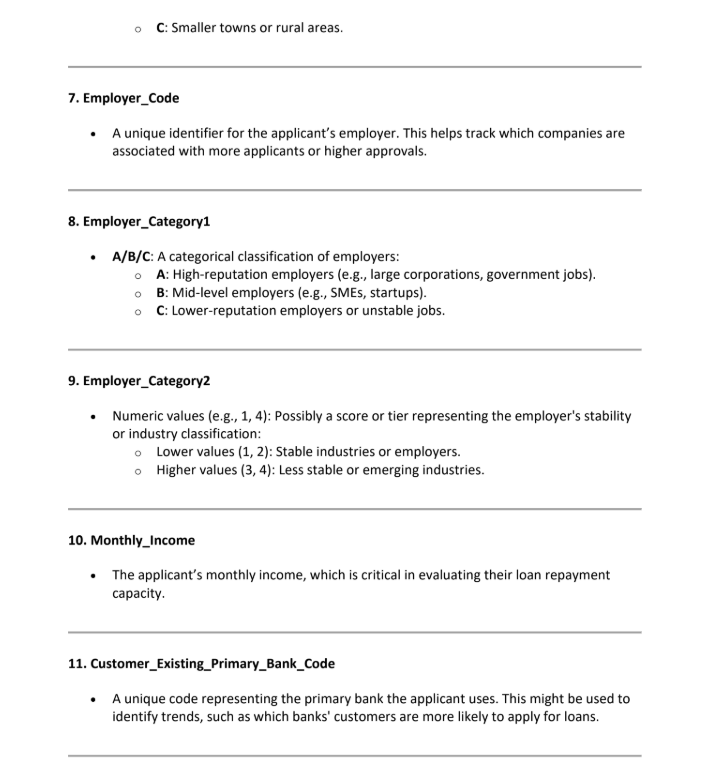 o C: Smaller towns or rural areas.
7. Employer_Code
• A unique identifier for the applicant’s employer. This helps track which companies are
associated with more applicants or higher approvals.
8. Employer_Category1
• A/B/C: A categorical classification of employers:
o A: High-reputation employers (e.g., large corporations, government jobs).
o B: Mid-level employers (e.g., SMEs, startups).
o C: Lower-reputation employers or unstable jobs.
9. Employer_Category2
• Numeric values (e.g., 1, 4): Possibly a score or tier representing the employer's stability
or industry classification:
o Lower values (1, 2): Stable industries or employers.
o Higher values (3, 4): Less stable or emerging industries.
10. Monthly_Income
• The applicant’s monthly income, which is critical in evaluating their loan repayment
capacity.
11. Customer_Existing_Primary_Bank_Code
• A unique code representing the primary bank the applicant uses. This might be used to
identify trends, such as which banks' customers are more likely to apply for loans.